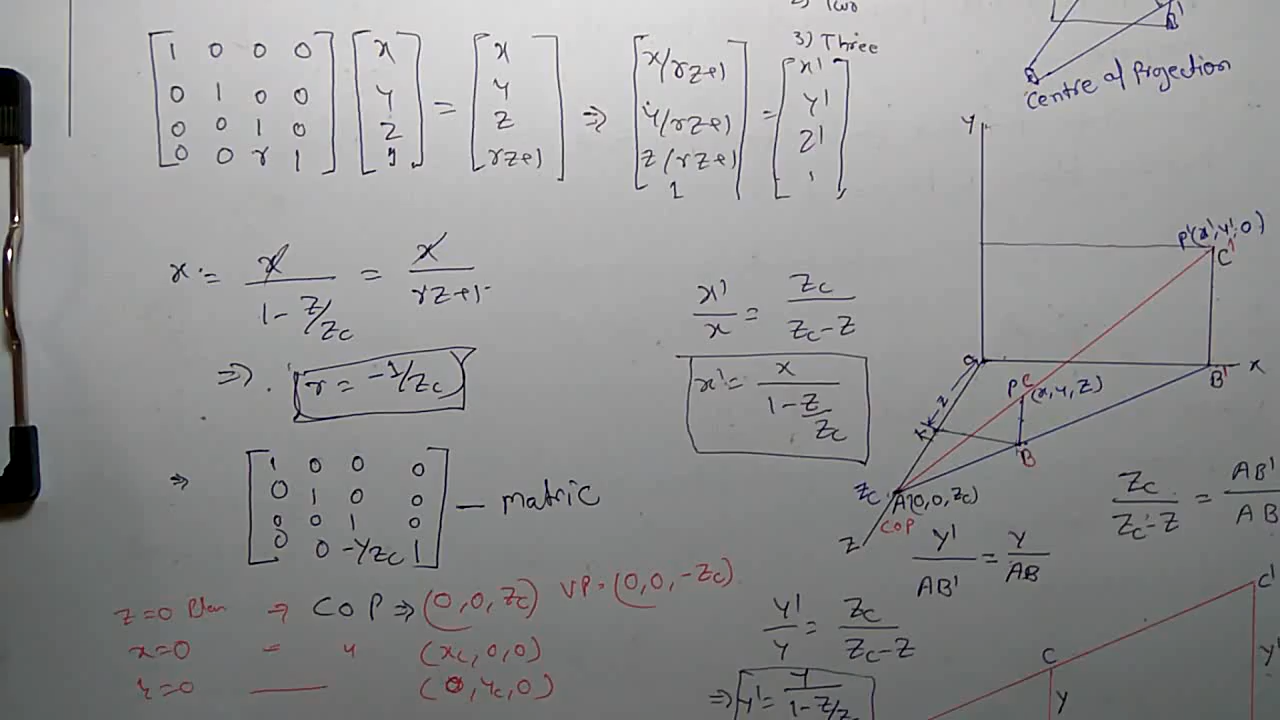 2) Two
3) Three
B'
Centre of Projection
[1 0 0 0] [x] = [x] ⇒ [x/rz+1] = [x']
[0 1 0 0] [y] [y] [y/rz+1] [y']
[0 0 1 0] [z] [z] [z/(rz+1)] [z']
[0 0 r 1] [1] [rz+1] [1] [1]
x = x / (1 - z/zc) = x / (rz+1)
⇒ r = -1/zc
⇒ [1 0 0 0]
[0 1 0 0]
[0 0 1 0]
[0 0 -1/zc 1] — matric
x'/x = zc / (zc - z)
x' = x / (1 - z/zc)
Y
P'(x', y', 0)
C'
O
X
B'
z
P C (x, y, z)
B
zc A(0, 0, zc)
COP
Z
zc / (zc - z) = AB' / AB
y' / AB' = y / AB
z=0 Plan ⇒ COP ⇒ (0, 0, zc) VP = (0, 0, -zc)
x=0 = (xc, 0, 0)
y=0 — (0, yc, 0)
y'/y = zc / (zc - z)
⇒ y' = y / (1 - z/z
C
C'
y
y'